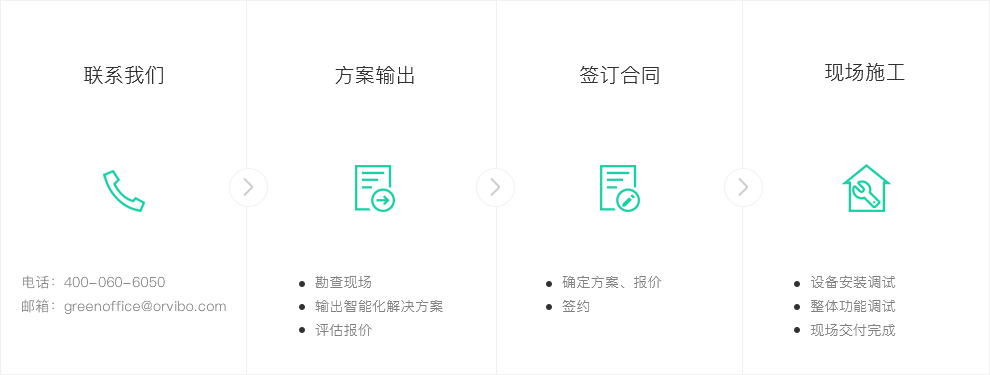 联系我们
电话：400-060-6050
邮箱：greenoffice@orvibo.com
方案输出
勘查现场
输出智能化解决方案
评估报价
签订合同
确定方案、报价
签约
现场施工
设备安装调试
整体功能调试
现场交付完成